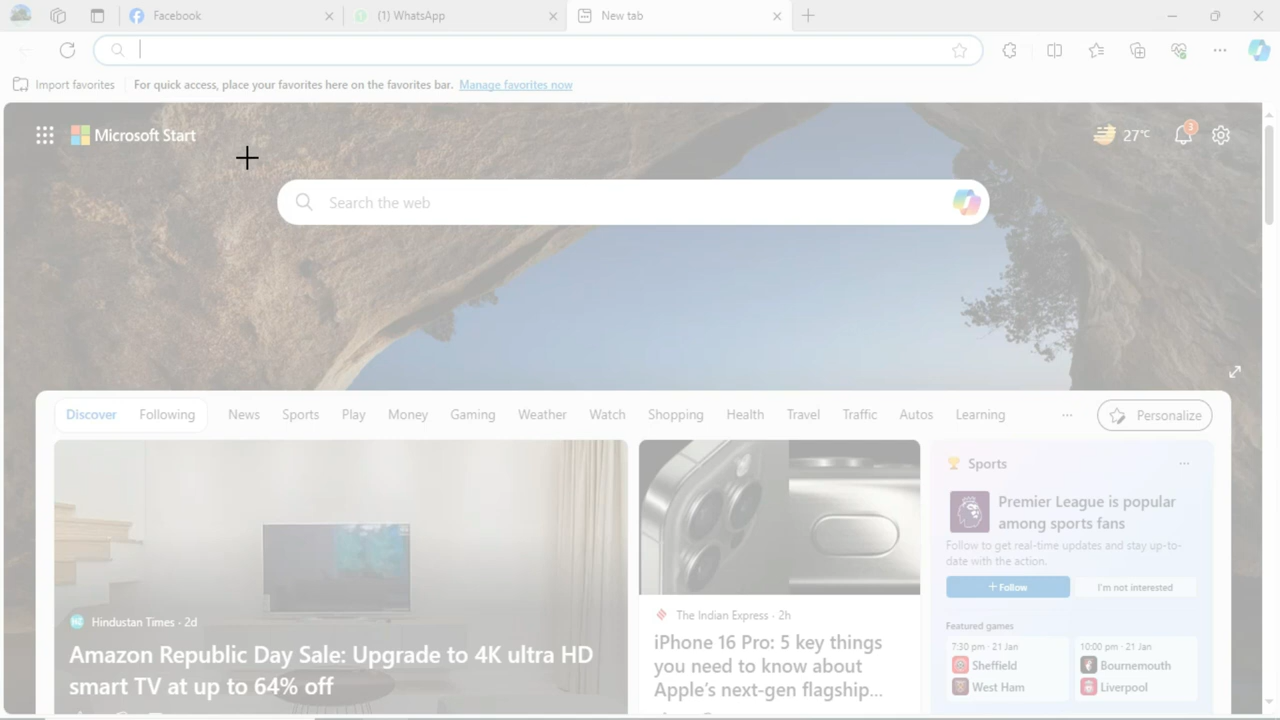 Facebook
(1) WhatsApp
New tab
Import favorites
For quick access, place your favorites here on the favorites bar. Manage favorites now
Microsoft Start
27°C
3
Search the web
Discover
Following
News
Sports
Play
Money
Gaming
Weather
Watch
Shopping
Health
Travel
Traffic
Autos
Learning
...
Personalize
Hindustan Times · 2d
Amazon Republic Day Sale: Upgrade to 4K ultra HD
smart TV at up to 64% off
The Indian Express · 2h
iPhone 16 Pro: 5 key things
you need to know about
Apple's next-gen flagship...
Sports
...
Premier League is popular
among sports fans
Follow to get real-time updates and stay up-to-
date with the action.
+ Follow
I'm not interested
Featured games
7:30 pm · 21 Jan
Sheffield
West Ham
10:00 pm · 21 Jan
Bournemouth
Liverpool